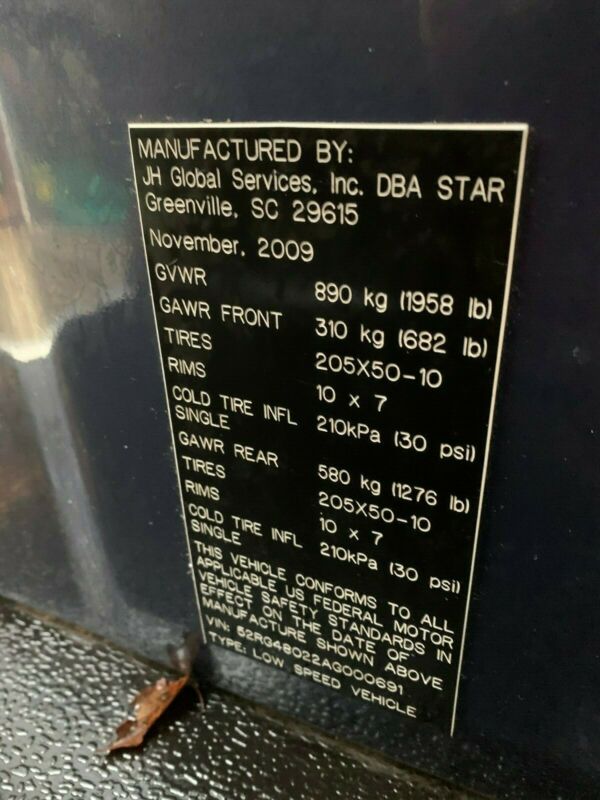 MANUFACTURED BY:
JH Global Services, Inc. DBA STAR
Greenville, SC 29615
November, 2009
GVWR 890 kg (1958 lb)
GAWR FRONT 310 kg (682 lb)
TIRES 205X50-10
RIMS 10 x 7
COLD TIRE INFL 210kPa (30 psi)
SINGLE
GAWR REAR 580 kg (1276 lb)
TIRES 205X50-10
RIMS 10 x 7
COLD TIRE INFL 210kPa (30 psi)
SINGLE
THIS VEHICLE CONFORMS TO ALL
APPLICABLE US FEDERAL MOTOR
VEHICLE SAFETY STANDARDS IN
EFFECT ON THE DATE OF
MANUFACTURE SHOWN ABOVE
VIN: 52RG48022AG000691
TYPE: LOW SPEED VEHICLE